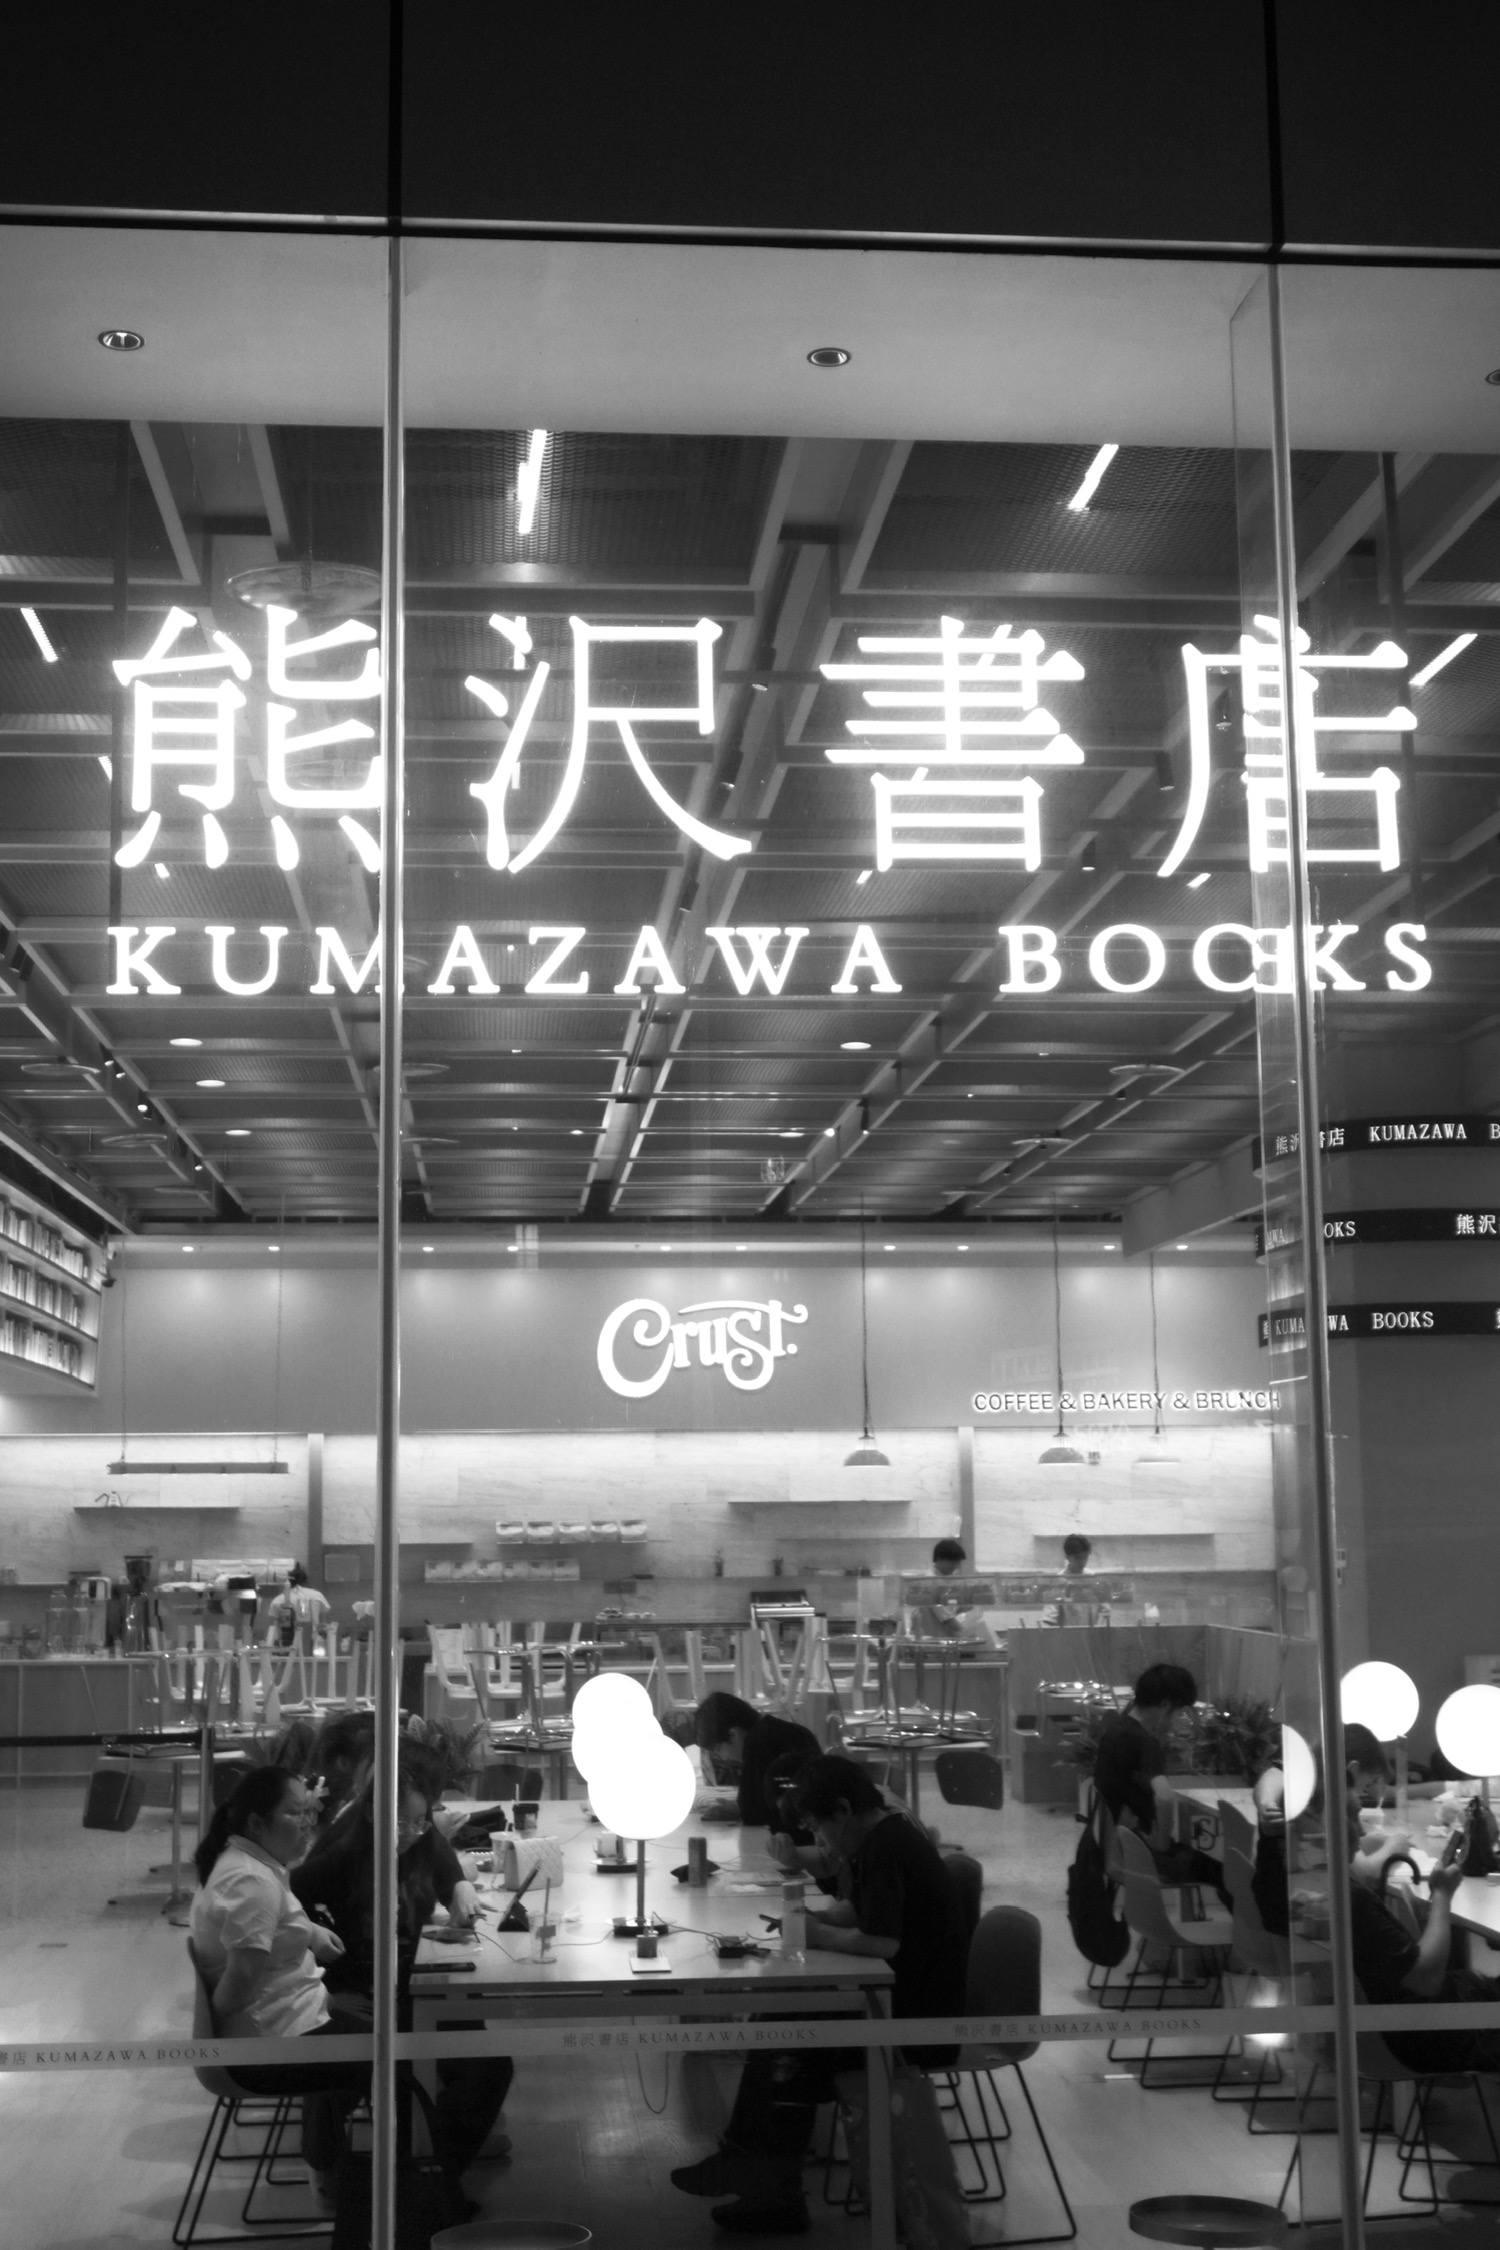 熊沢書店
KUMAZAWA BOOKS
熊沢書店 KUMAZAWA B
BOOKS 熊沢
KUMAZAWA BOOKS
Crust.
COFFEE & BAKERY & BRUNCH
書店 KUMAZAWA BOOKS
熊沢書店 KUMAZAWA BOOKS
熊沢書店 KUMAZAWA BOOKS